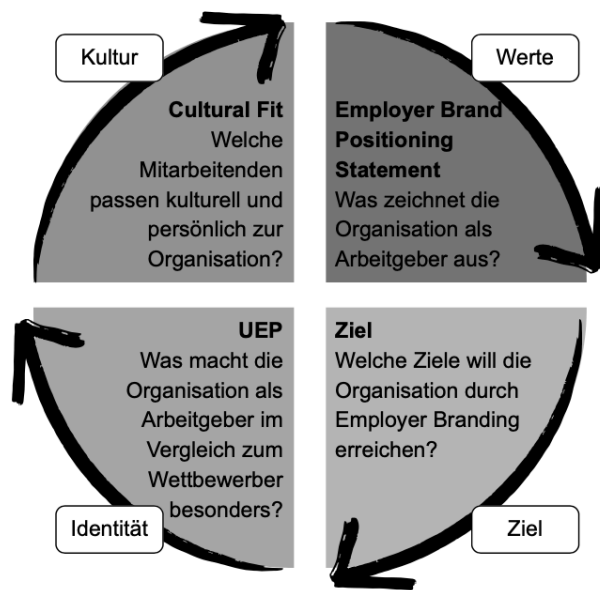 Kultur
Cultural Fit
Welche
Mitarbeitenden
passen kulturell und
persönlich zur
Organisation?
Werte
Employer Brand
Positioning
Statement
Was zeichnet die
Organisation als
Arbeitgeber aus?
UEP
Was macht die
Organisation als
Arbeitgeber im
Vergleich zum
Wettbewerber
besonders?
Identität
Ziel
Welche Ziele will die
Organisation durch
Employer Branding
erreichen?
Ziel